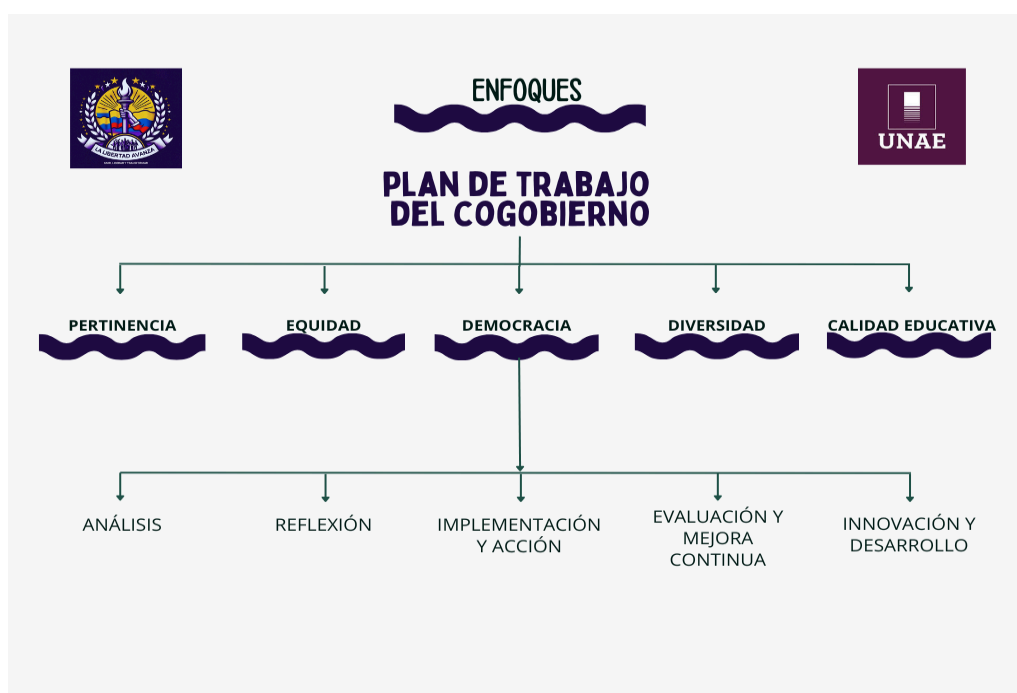 ENFOQUES
LA LIBERTAD AVANZA
UNAE
PLAN DE TRABAJO
DEL COGOBIERNO
PERTINENCIA
EQUIDAD
DEMOCRACIA
DIVERSIDAD
CALIDAD EDUCATIVA
ANÁLISIS
REFLEXIÓN
IMPLEMENTACIÓN
Y ACCIÓN
EVALUACIÓN Y
MEJORA
CONTINUA
INNOVACIÓN Y
DESARROLLO